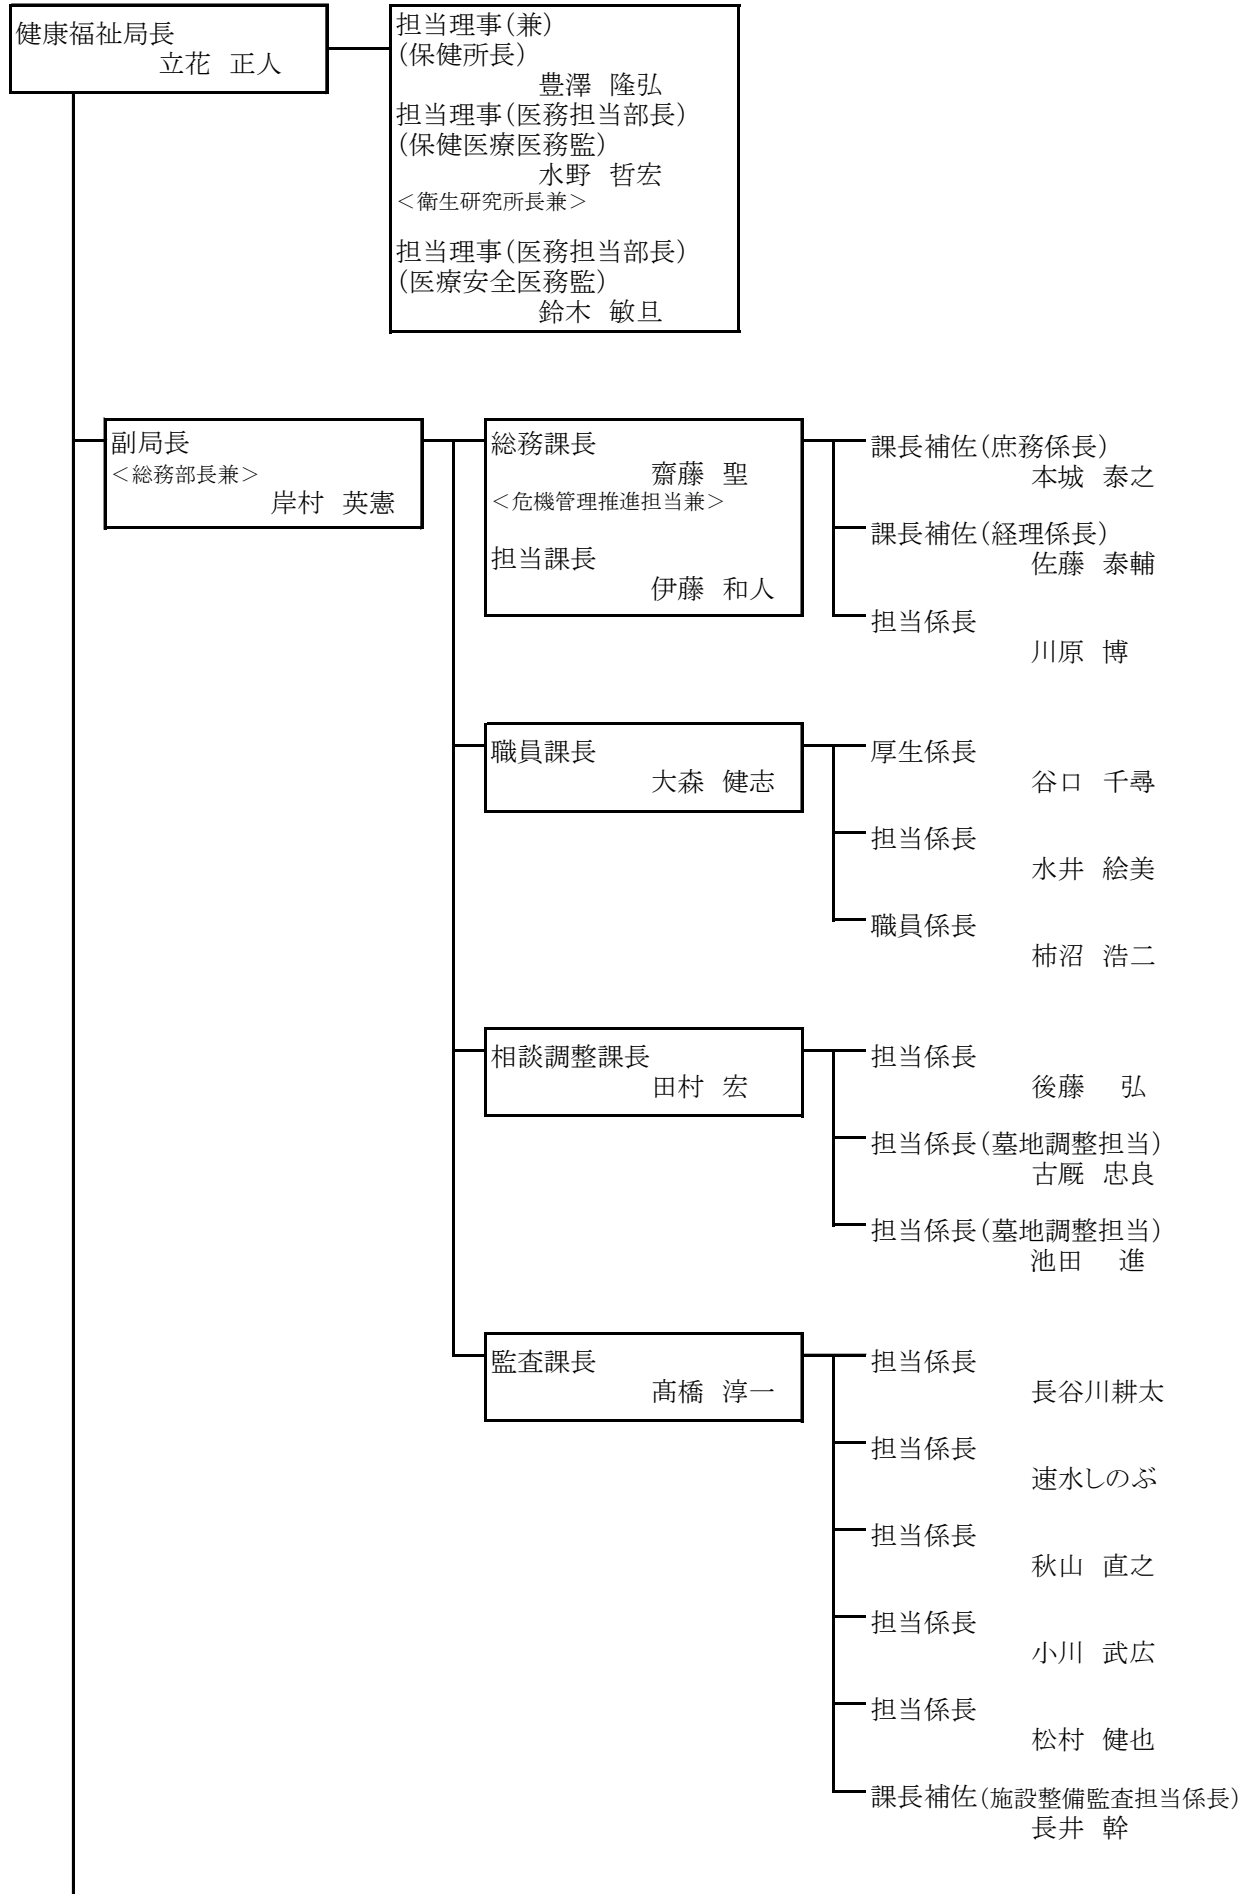 健康福祉局長
立花 正人
担当理事(兼)
(保健所長)
豊澤 隆弘
担当理事(医務担当部長)
(保健医療医務監)
水野 哲宏
＜衛生研究所長兼＞
担当理事(医務担当部長)
(医療安全医務監)
鈴木 敏旦
副局長
＜総務部長兼＞
岸村 英憲
総務課長
齋藤 聖
＜危機管理推進担当兼＞
担当課長
伊藤 和人
課長補佐(庶務係長)
本城 泰之
課長補佐(経理係長)
佐藤 泰輔
担当係長
川原 博
職員課長
大森 健志
厚生係長
谷口 千尋
担当係長
水井 絵美
職員係長
柿沼 浩二
相談調整課長
田村 宏
担当係長
後藤 弘
担当係長(墓地調整担当)
古厩 忠良
担当係長(墓地調整担当)
池田 進
監査課長
髙橋 淳一
担当係長
長谷川耕太
担当係長
速水しのぶ
担当係長
秋山 直之
担当係長
小川 武広
担当係長
松村 健也
課長補佐(施設整備監査担当係長)
長井 幹